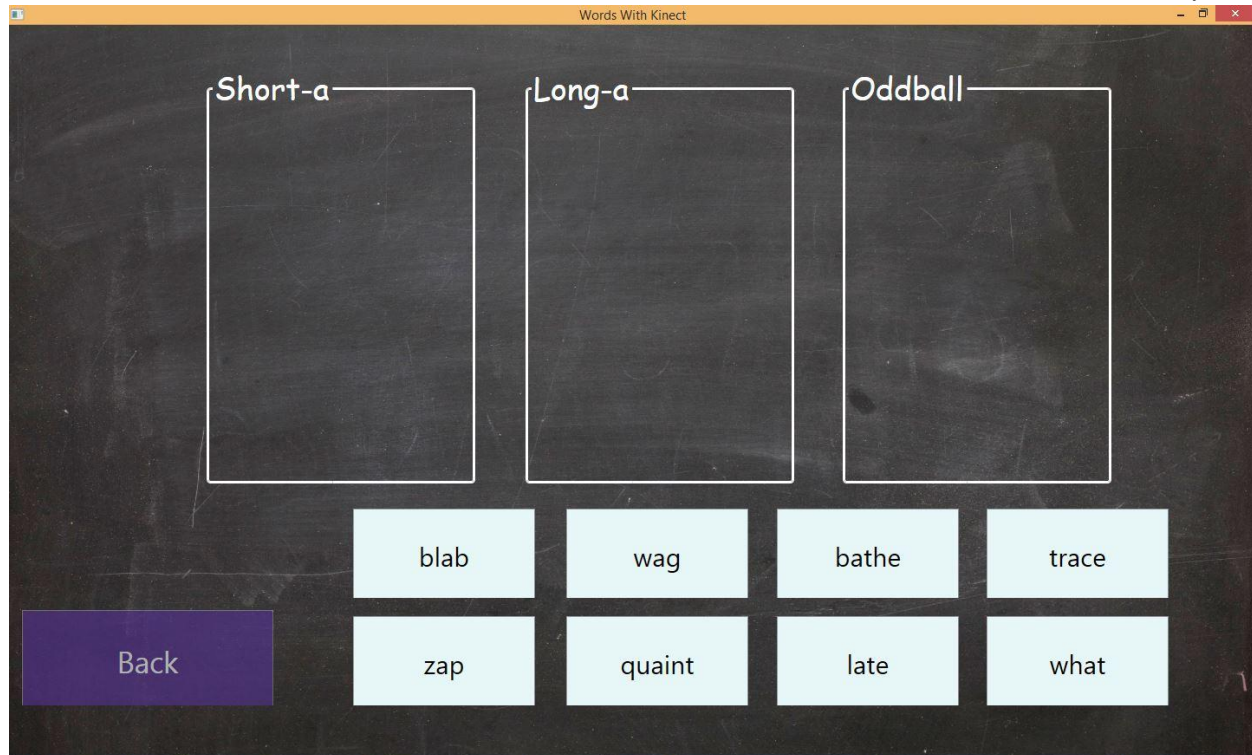 Words With Kinect
Short-a Long-a Oddball
blab wag bathe trace
Back
zap quaint late what